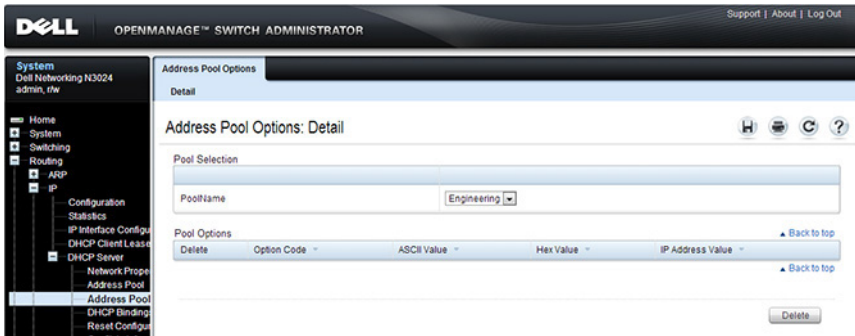 Support | About | Log Out
DELL OPENMANAGE™ SWITCH ADMINISTRATOR
System
Dell Networking N3024
admin, r/w
Home
System
Switching
Routing
ARP
IP
Configuration
Statistics
IP Interface Configu
DHCP Client Lease
DHCP Server
Network Prope
Address Pool
Address Pool
DHCP Binding
Reset Configur
Address Pool Options
Detail
Address Pool Options: Detail
Pool Selection
PoolName Engineering
Pool Options Back to top
Delete Option Code ASCII Value Hex Value IP Address Value
Back to top
Delete